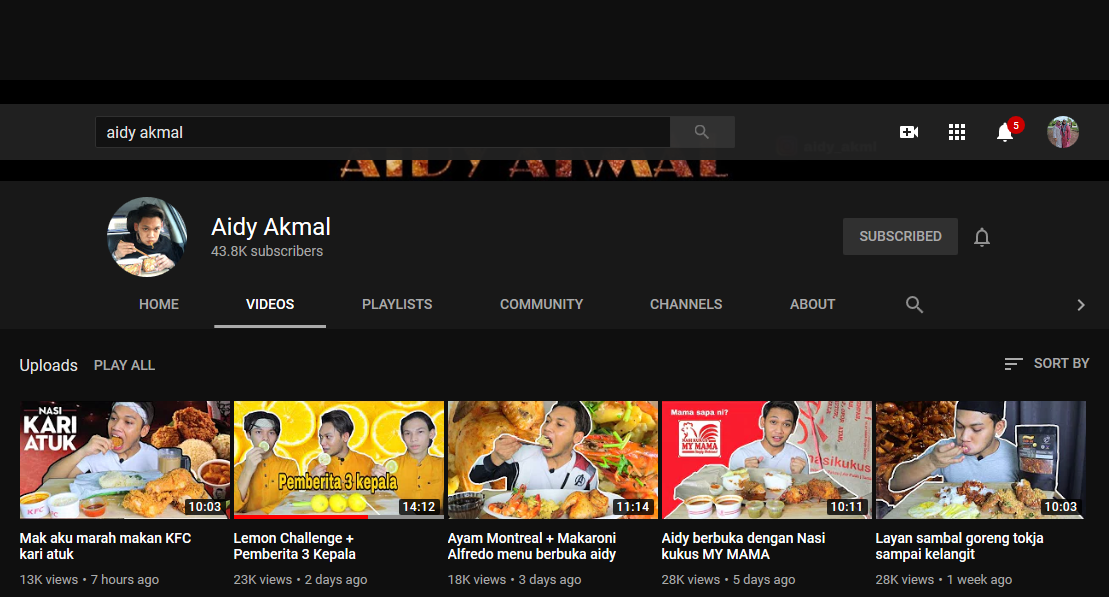 aidy akmal
5
AIDY AKMAL
Aidy Akmal
43.8K subscribers
SUBSCRIBED
HOME
VIDEOS
PLAYLISTS
COMMUNITY
CHANNELS
ABOUT
Uploads
PLAY ALL
SORT BY
NASI
KARI
ATUK
KFC
10:03
Mak aku marah makan KFC
kari atuk
13K views • 7 hours ago
Pemberita 3 kepala
14:12
Lemon Challenge +
Pemberita 3 Kepala
23K views • 2 days ago
11:14
Ayam Montreal + Makaroni
Alfredo menu berbuka aidy
18K views • 3 days ago
Mama sapa ni?
NASI KUKUS
MY MAMA
nasikukus
10:11
Aidy berbuka dengan Nasi
kukus MY MAMA
28K views • 5 days ago
10:03
Layan sambal goreng tokja
sampai kelangit
28K views • 1 week ago